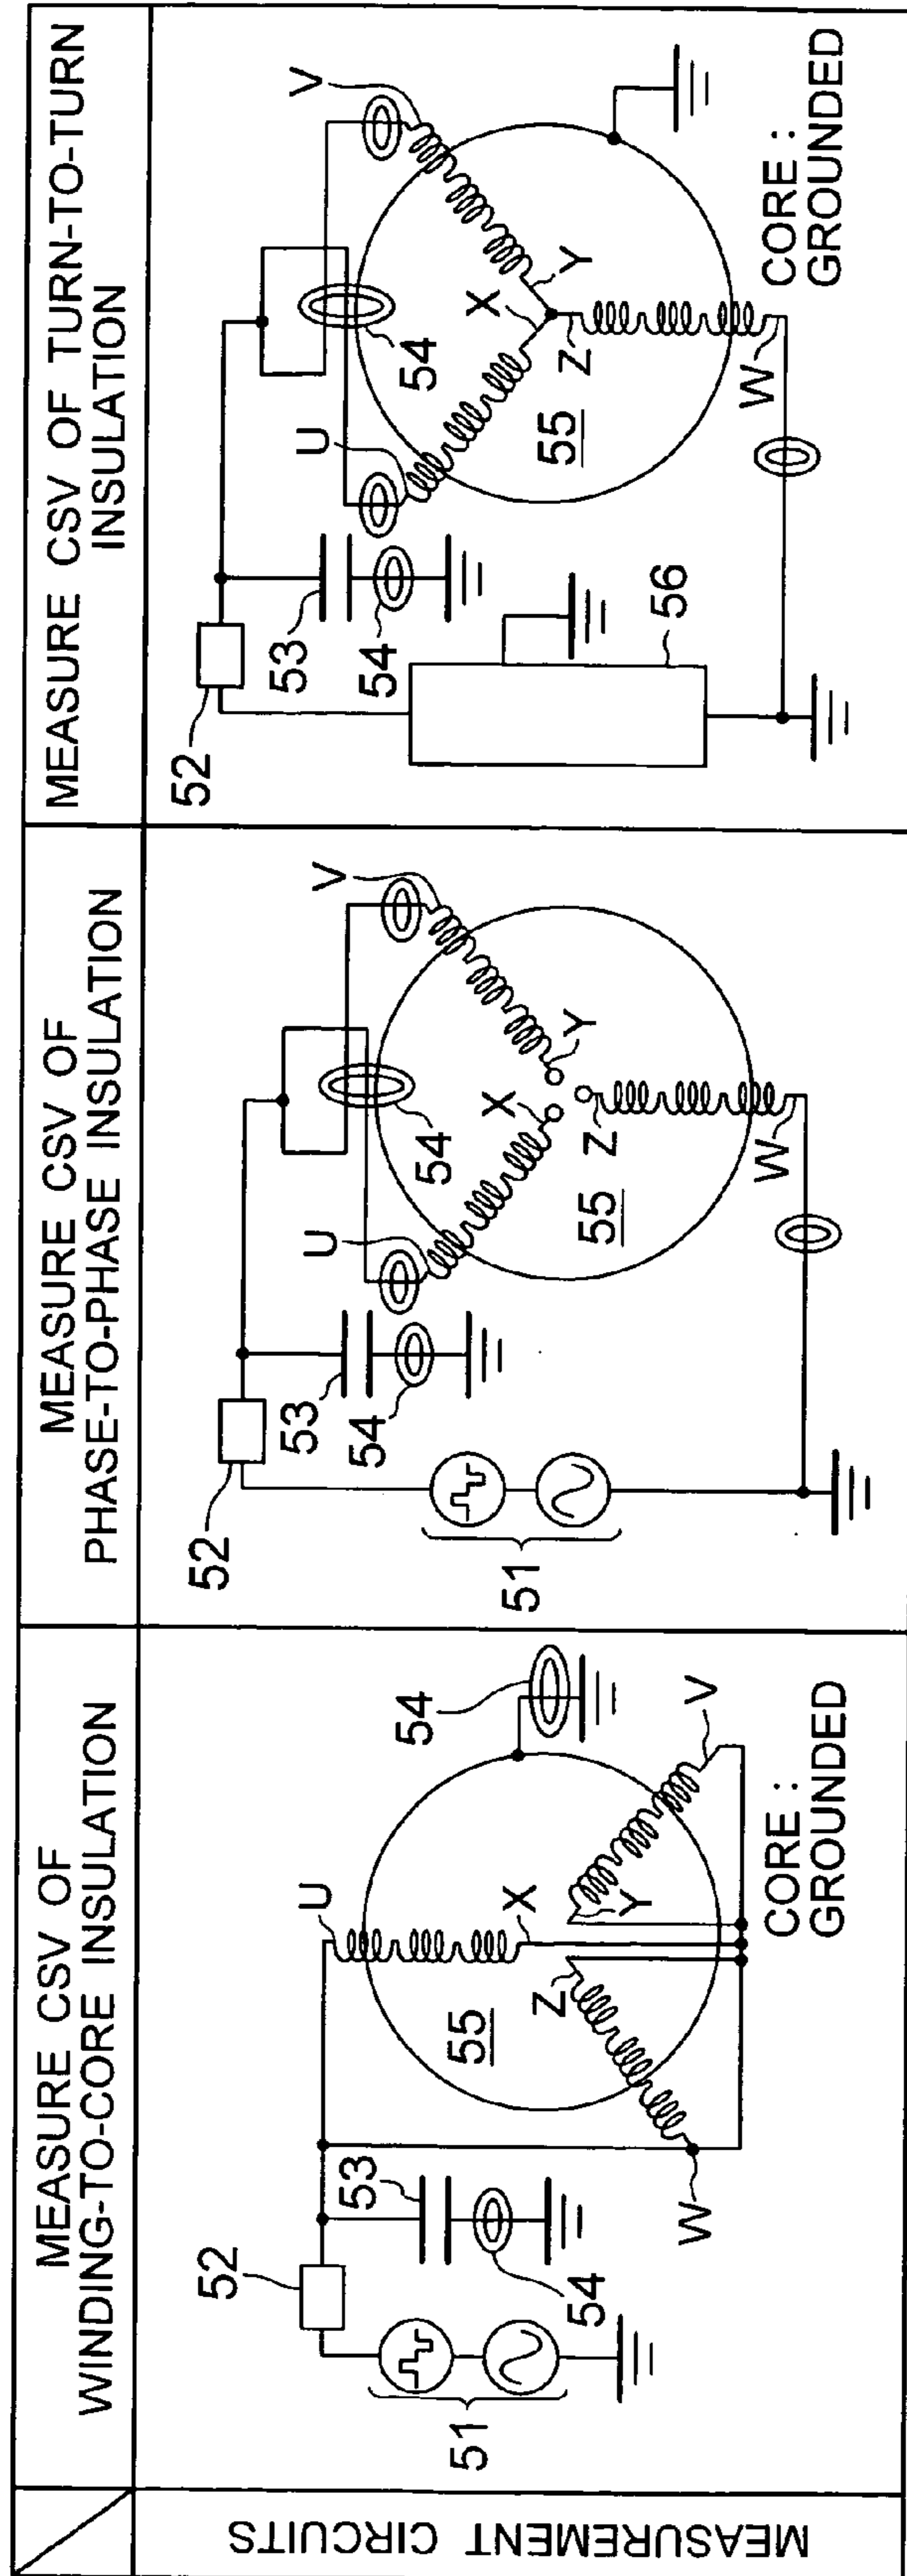 MEASUREMENT CIRCUITS
MEASURE CSV OF
WINDING-TO-CORE INSULATION
51
52
53
54
U
55
X
Z
Y
W
V
54
CORE :
GROUNDED
MEASURE CSV OF
PHASE-TO-PHASE INSULATION
51
52
53
54
U
54
V
X
Y
Z
55
W
MEASURE CSV OF TURN-TO-TURN
INSULATION
52
53
54
U
54
V
X
Y
Z
55
W
56
CORE :
GROUNDED